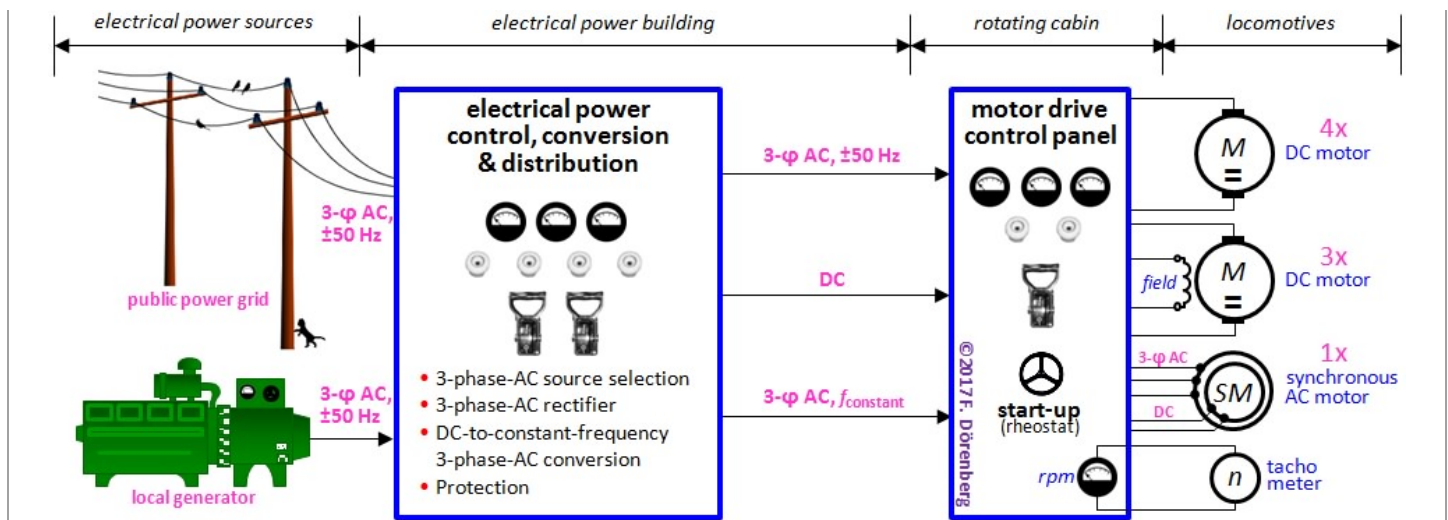 electrical power sources
electrical power building
rotating cabin
locomotives
electrical power
control, conversion
& distribution
motor drive
control panel
3-φ AC,
±50 Hz
public power grid
3-φ AC,
±50 Hz
local generator
• 3-phase-AC source selection
• 3-phase-AC rectifier
• DC-to-constant-frequency
3-phase-AC conversion
• Protection
3-φ AC, ±50 Hz
DC
3-φ AC, fconstant
©2017F. Dörenberg
start-up
(rheostat)
rpm
M
=
4x
DC motor
field
M
=
3x
DC motor
3-φ AC
DC
SM
1x
synchronous
AC motor
n
tacho
meter